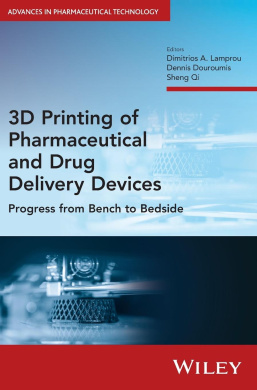 ADVANCES IN PHARMACEUTICAL TECHNOLOGY
Editors
Dimitrios A. Lamprou
Dennis Douroumis
Sheng Qi
3D Printing of
Pharmaceutical
and Drug
Delivery Devices
Progress from Bench to Bedside
WILEY